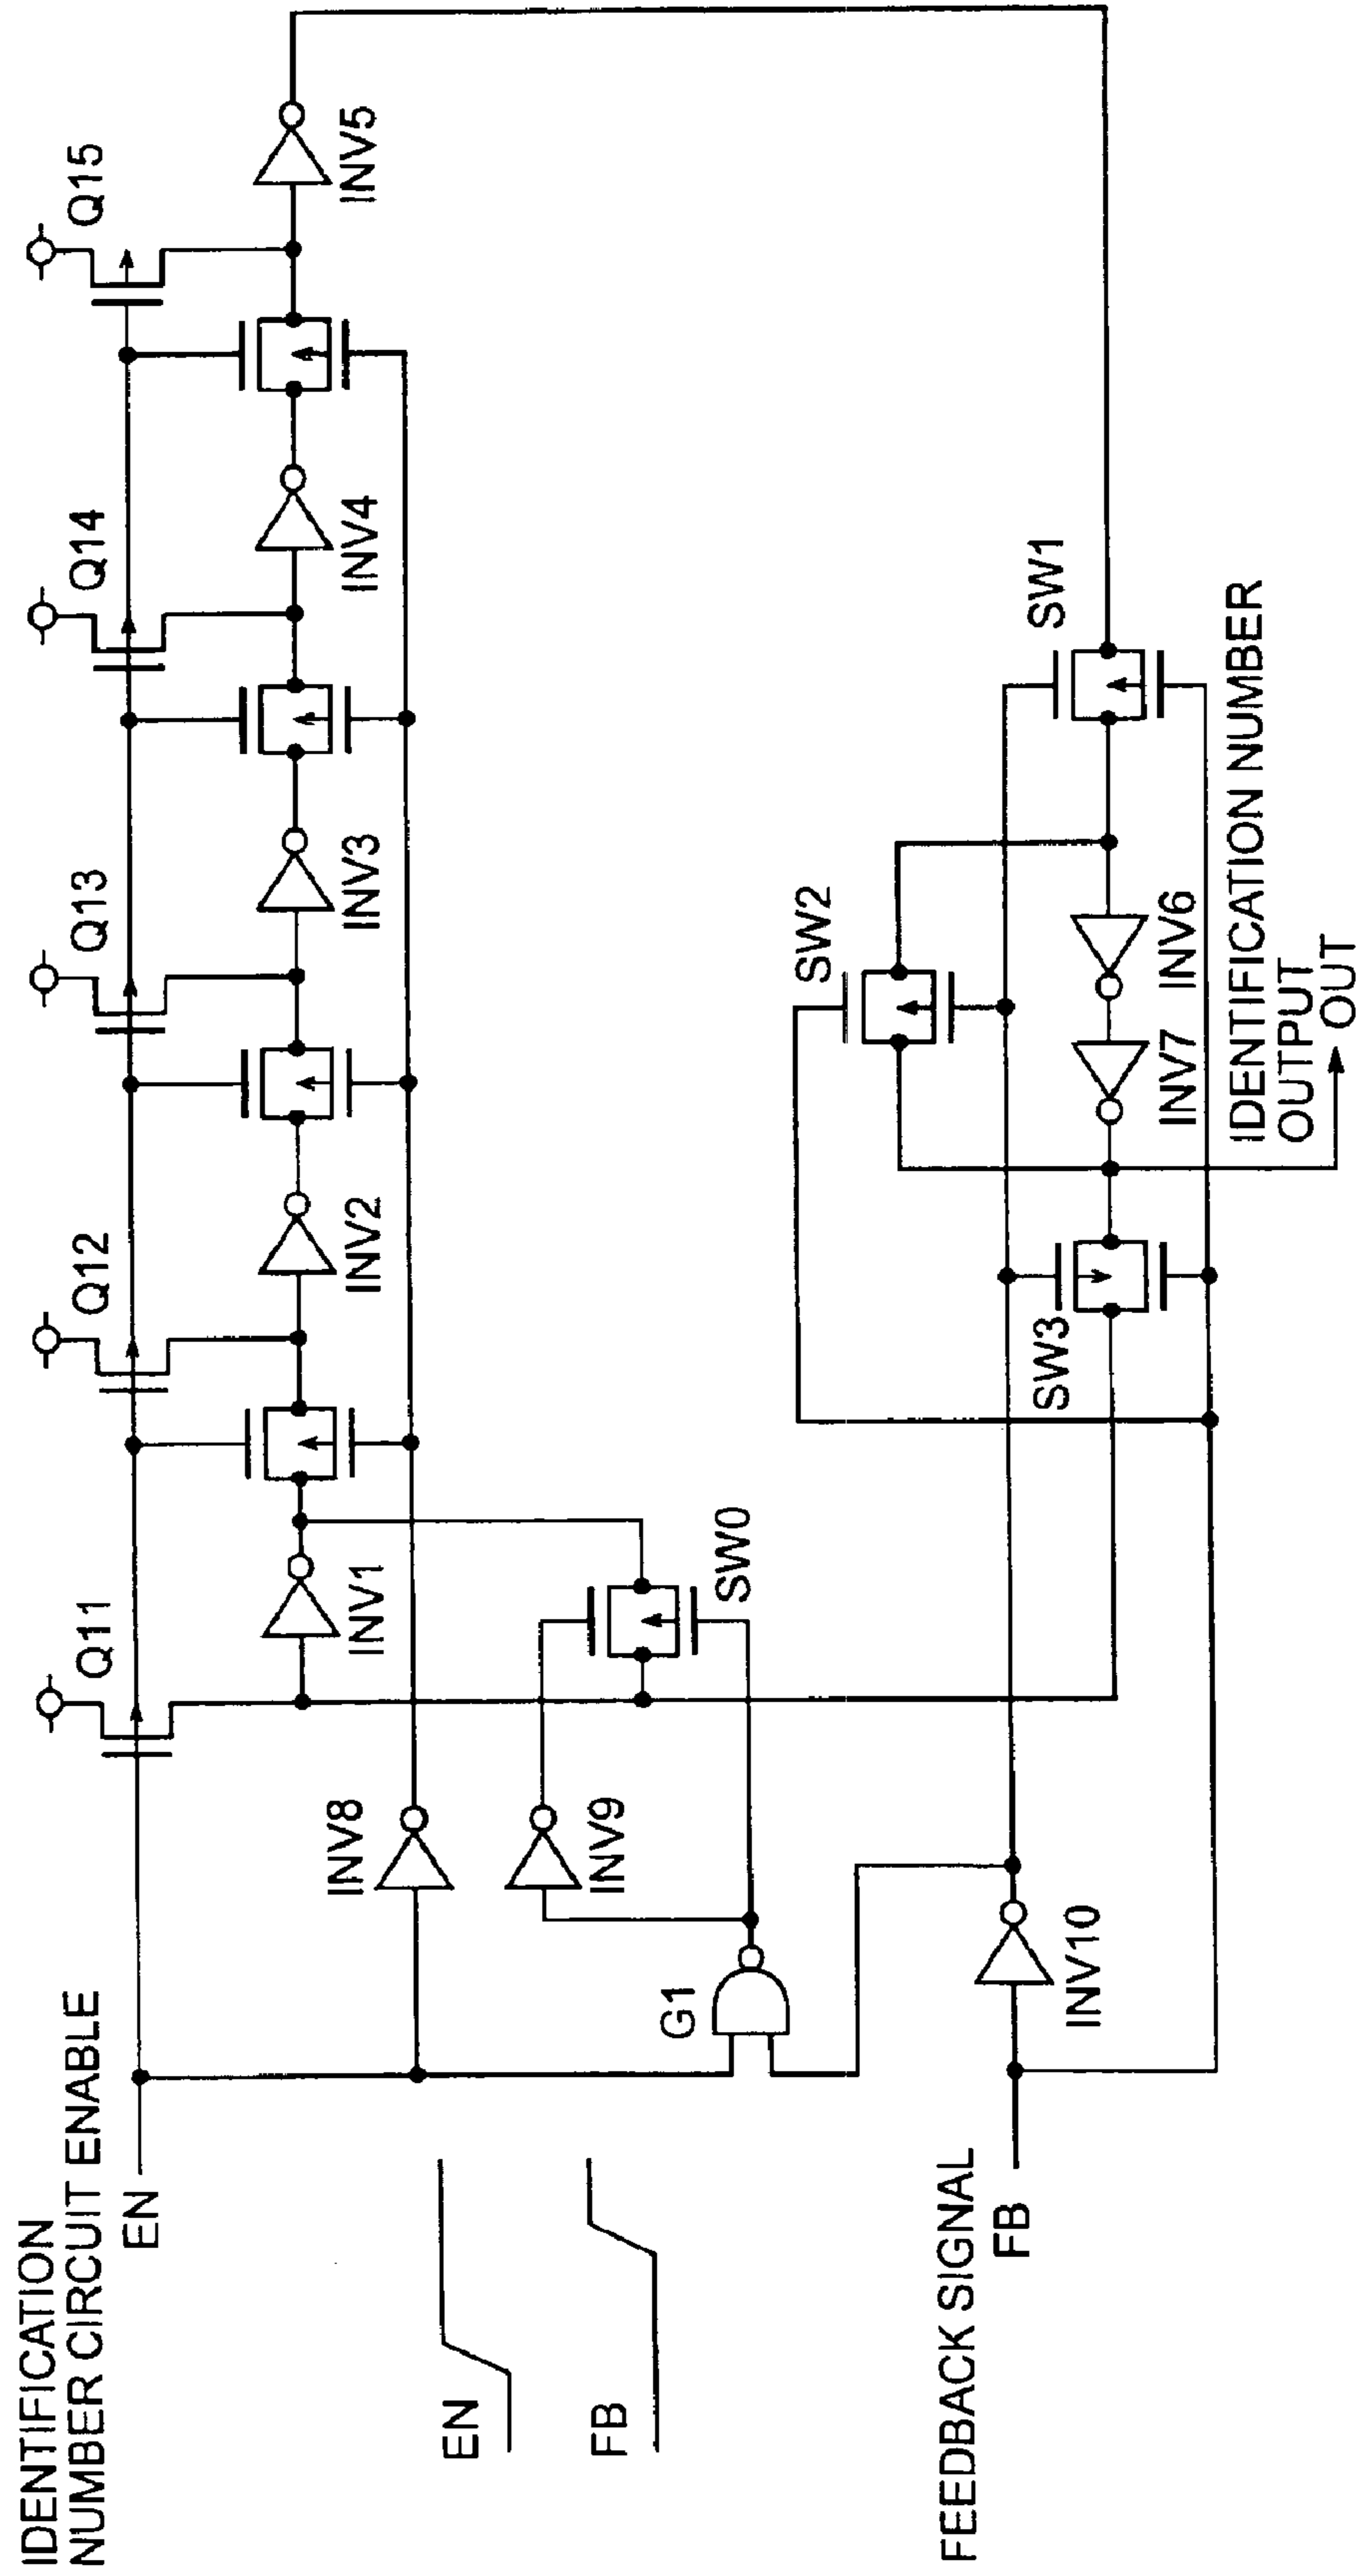 IDENTIFICATION
NUMBER CIRCUIT ENABLE
EN
Q11
Q12
Q13
Q14
Q15
INV1
INV2
INV3
INV4
INV5
INV8
INV9
SW0
G1
EN
FB
FEEDBACK SIGNAL
FB
INV10
SW3
SW2
SW1
INV7
INV6
IDENTIFICATION NUMBER
OUTPUT
OUT